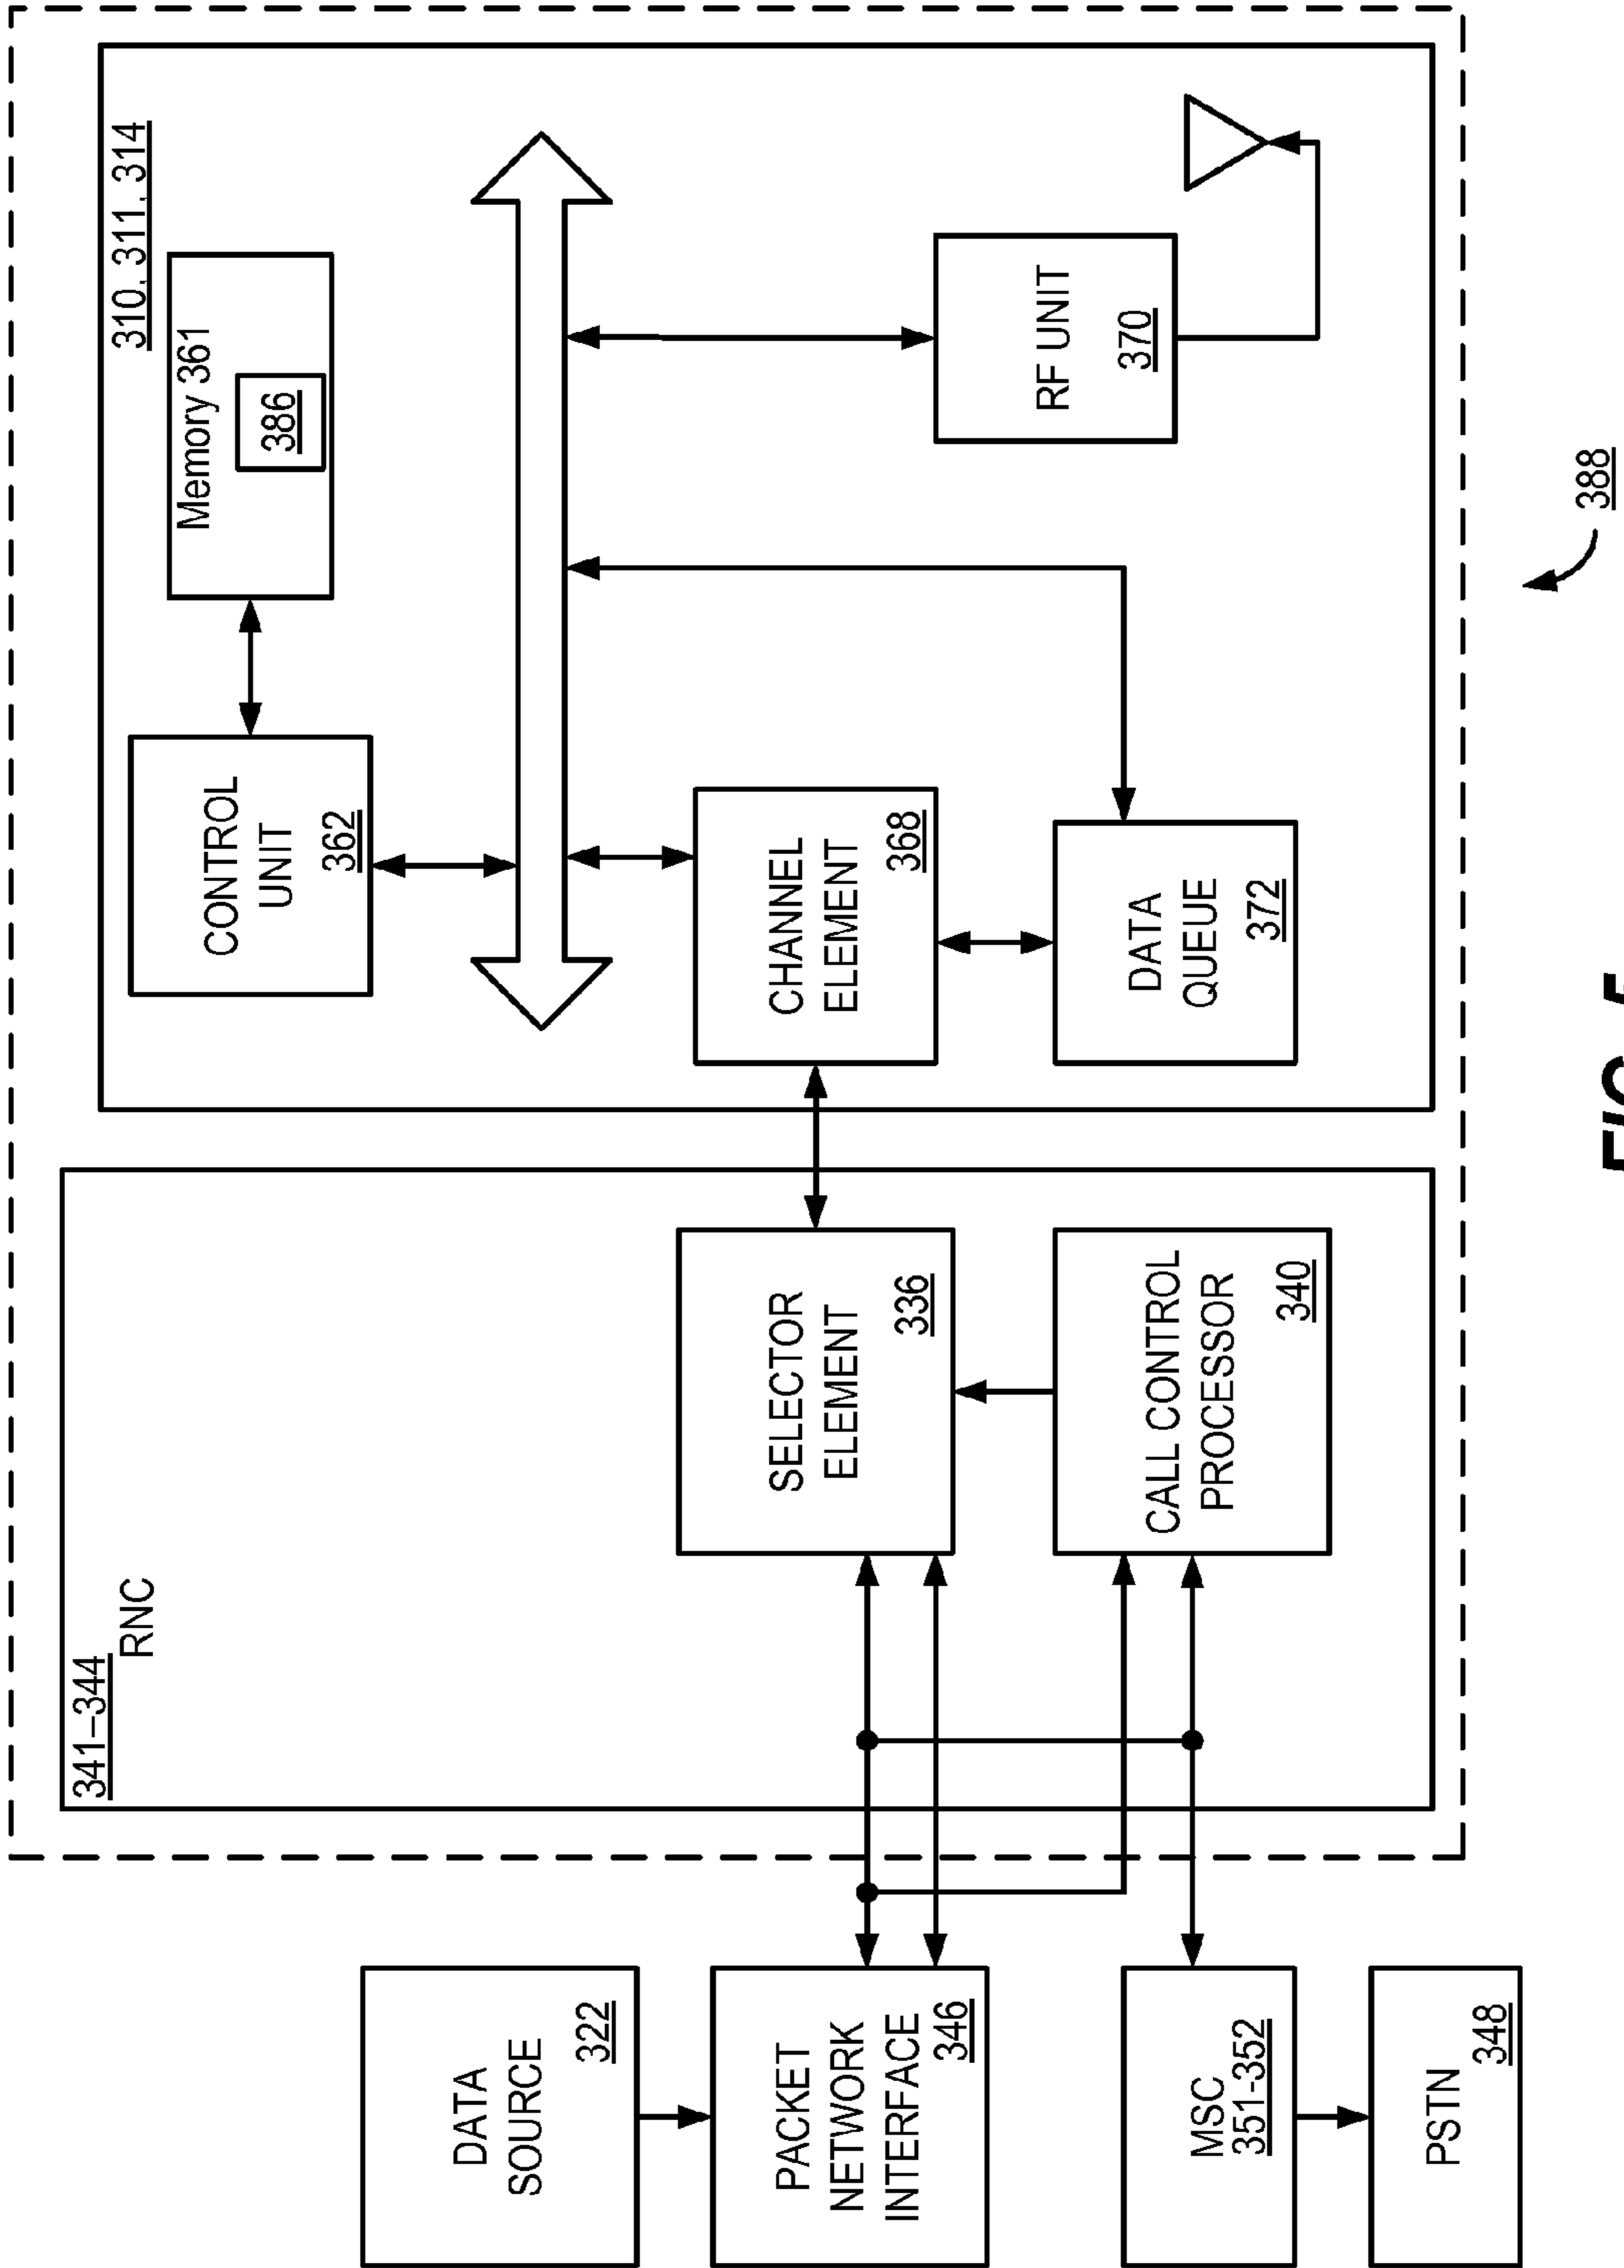 341–344
RNC
310, 311, 314
Memory 361
386
CONTROL
UNIT
362
DATA
SOURCE
322
PACKET
NETWORK
INTERFACE
346
SELECTOR
ELEMENT
336
CHANNEL
ELEMENT
368
RF UNIT
370
MSC
351-352
CALL CONTROL
PROCESSOR
340
DATA
QUEUE
372
PSTN
348
388
FIG. 5